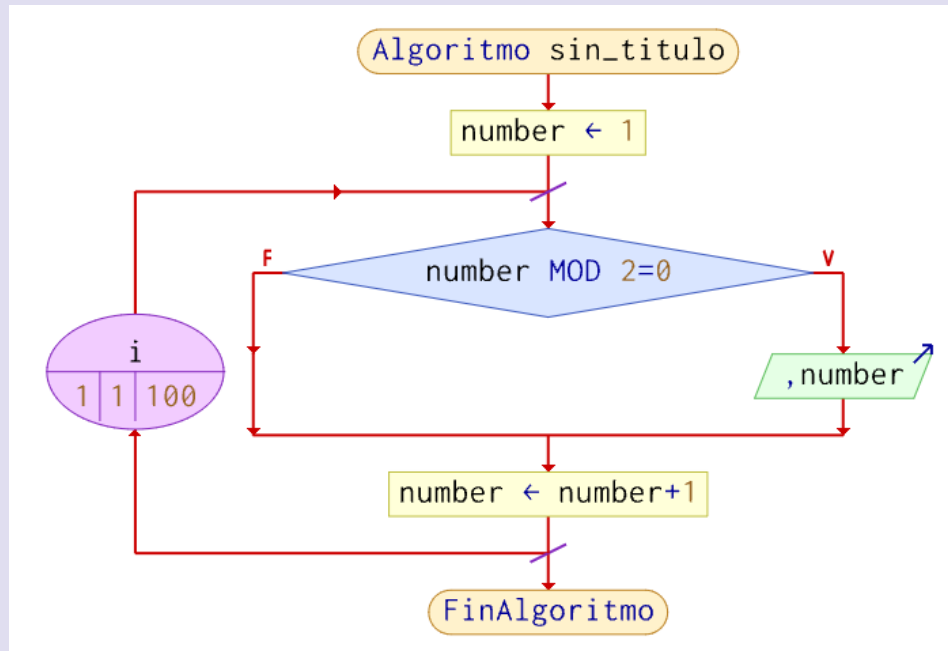 Algoritmo sin_titulo
number ← 1
F
V
number MOD 2=0
i
1 1 100
,number
number ← number+1
FinAlgoritmo